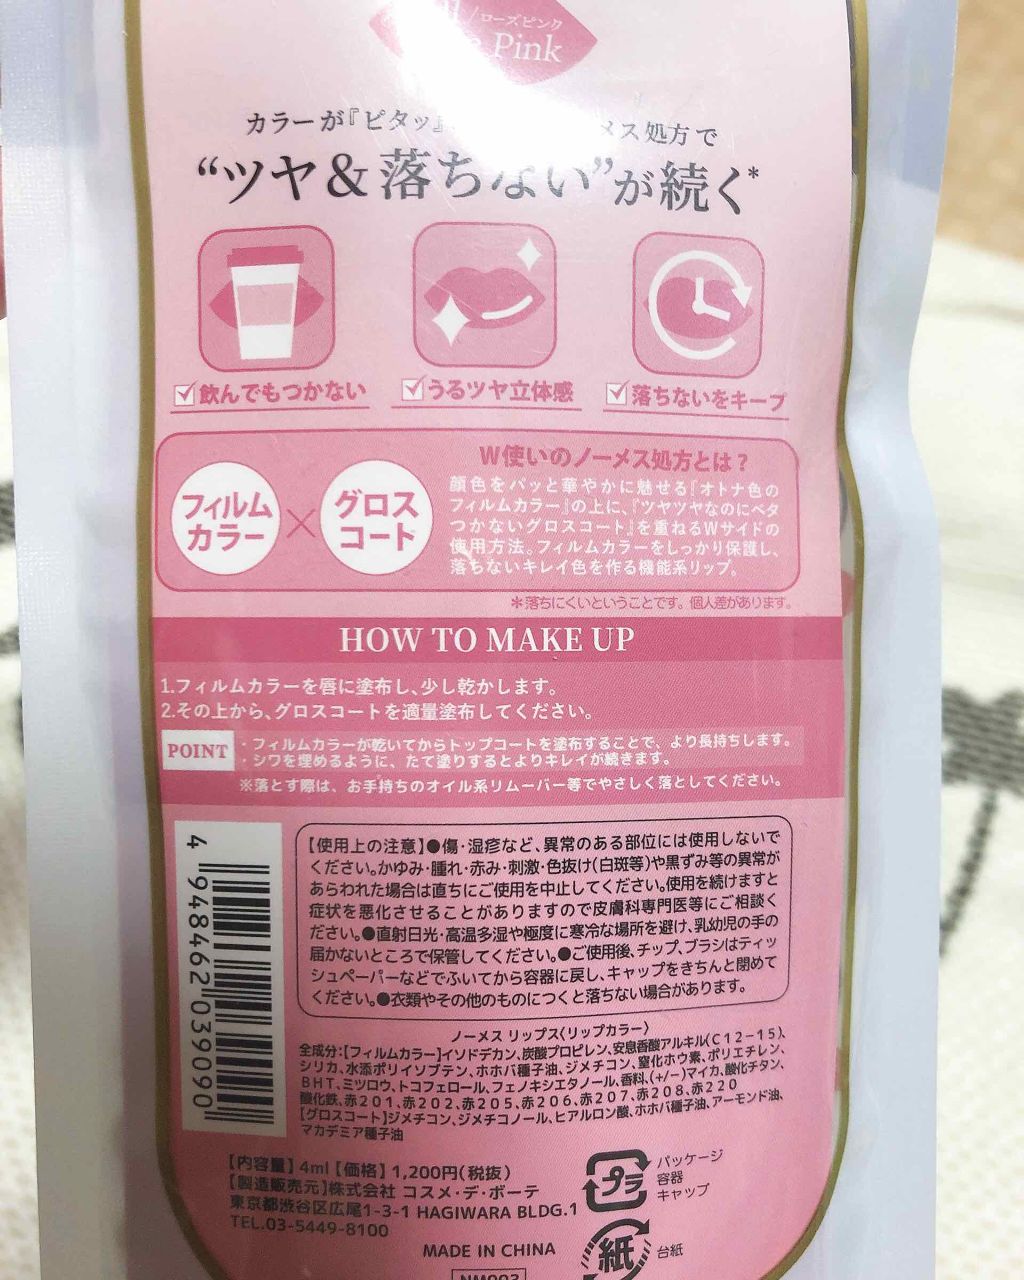 /ローズピンク
Pink
カラーが『ピタッ』 メス処方で
“ツヤ&落ちない”が続く*
飲んでもつかない
うるツヤ立体感
落ちないをキープ
フィルム
カラー
×
グロス
コート
W使いのノーメス処方とは？
顔色をパッと華やかに魅せる『オトナ色の
フィルムカラー』の上に、『ツヤツヤなのにベタ
つかないグロスコート』を重ねるWサイドの
使用方法。フィルムカラーをしっかり保護し、
落ちないキレイ色を作る機能系リップ。
*落ちにくいということです。個人差があります。
HOW TO MAKE UP
1.フィルムカラーを唇に塗布し、少し乾かします。
2.その上から、グロスコートを適量塗布してください。
POINT
・フィルムカラーが乾いてからトップコートを塗布することで、より長持ちします。
・シワを埋めるように、たて塗りするとよりキレイが続きます。
※落とす際は、お手持ちのオイル系リムーバー等でやさしく落としてください。
4 948462 039090
【使用上の注意】●傷・湿疹など、異常のある部位には使用しないで
ください。かゆみ・腫れ・赤み・刺激・色抜け(白斑等)や黒ずみ等の異常が
あらわれた場合は直ちにご使用を中止してください。使用を続けますと
症状を悪化させることがありますので皮膚科専門医等にご相談く
ださい。●直射日光・高温多湿や極度に寒冷な場所を避け、乳幼児の手の
届かないところで保管してください。●ご使用後、チップ、ブラシはティッ
シュペーパーなどでふいてから容器に戻し、キャップをきちんと閉めて
ください。●衣類やその他のものにつくと落ちない場合があります。
ノーメス リップス〈リップカラー〉
全成分:【フィルムカラー】イソドデカン、炭酸プロピレン、安息香酸アルキル(C12-15)、
シリカ、水添ポリイソブテン、ホホバ種子油、ジメチコン、窒化ホウ素、ポリエチレン、
BHT、ミツロウ、トコフェロール、フェノキシエタノール、香料、(+/-)マイカ、酸化チタン、
酸化鉄、赤201、赤202、赤205、赤206、赤207、赤208、赤220
【グロスコート】ジメチコン、ジメチコノール、ヒアルロン酸、ホホバ種子油、アーモンド油、
マカデミア種子油
【内容量】4ml【価格】1,200円(税抜)
【製造販売元】株式会社 コスメ・デ・ボーテ
東京都渋谷区広尾1-3-1 HAGIWARA BLDG.1
TEL.03-5449-8100
プラ
パッケージ
容器
キャップ
MADE IN CHINA
紙
台紙
NM003